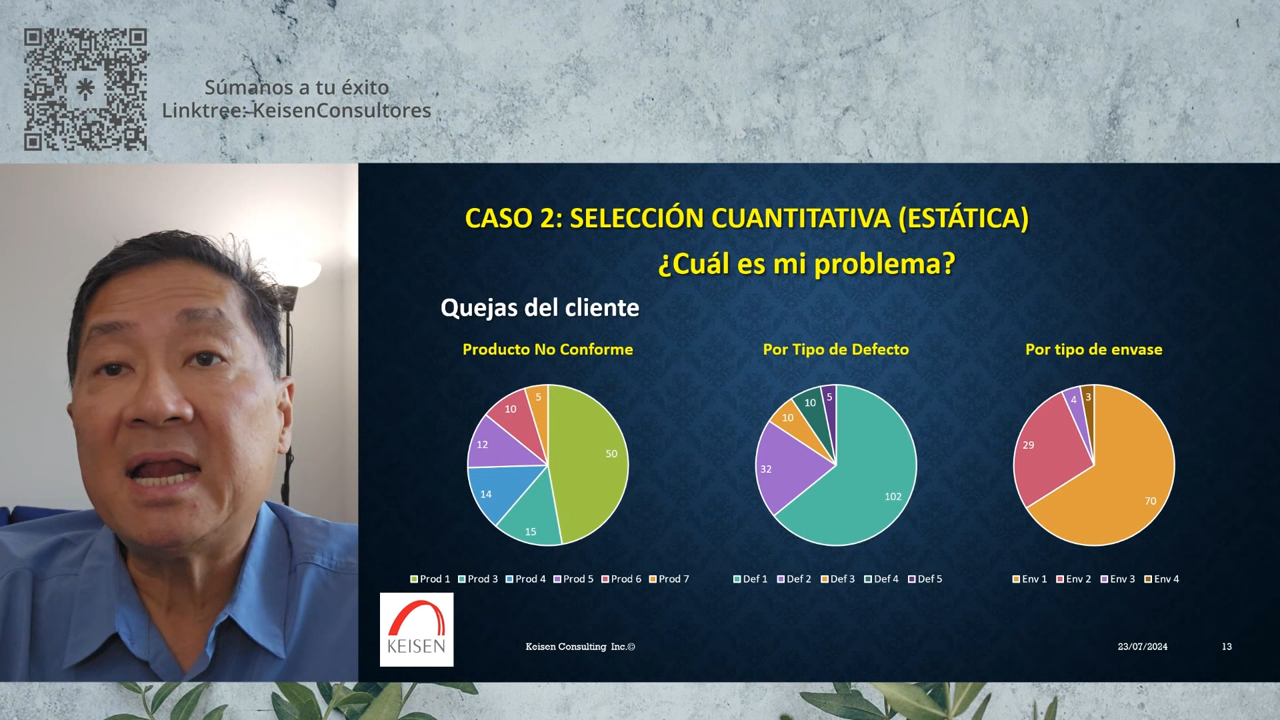 Súmanos a tu éxito
Linktree: KeisenConsultores
CASO 2: SELECCIÓN CUANTITATIVA (ESTÁTICA)
¿Cuál es mi problema?
Quejas del cliente
Producto No Conforme
5
10
12
14
15
50
Prod 1 Prod 3 Prod 4 Prod 5 Prod 6 Prod 7
Por Tipo de Defecto
5
10
10
32
102
Def 1 Def 2 Def 3 Def 4 Def 5
Por tipo de envase
3
4
29
70
Env 1 Env 2 Env 3 Env 4
KEISEN
Keisen Consulting Inc.©
23/07/2024
13